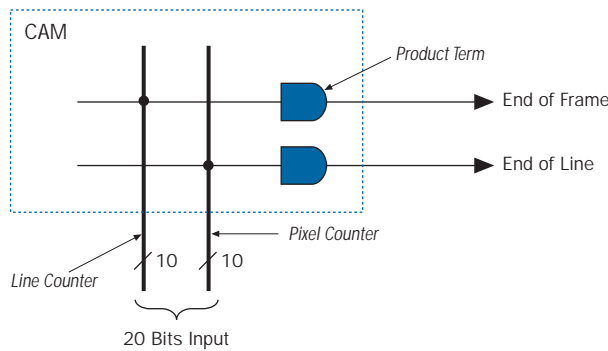 CAM
Product Term
End of Frame
End of Line
Pixel Counter
Line Counter
10
10
20 Bits Input